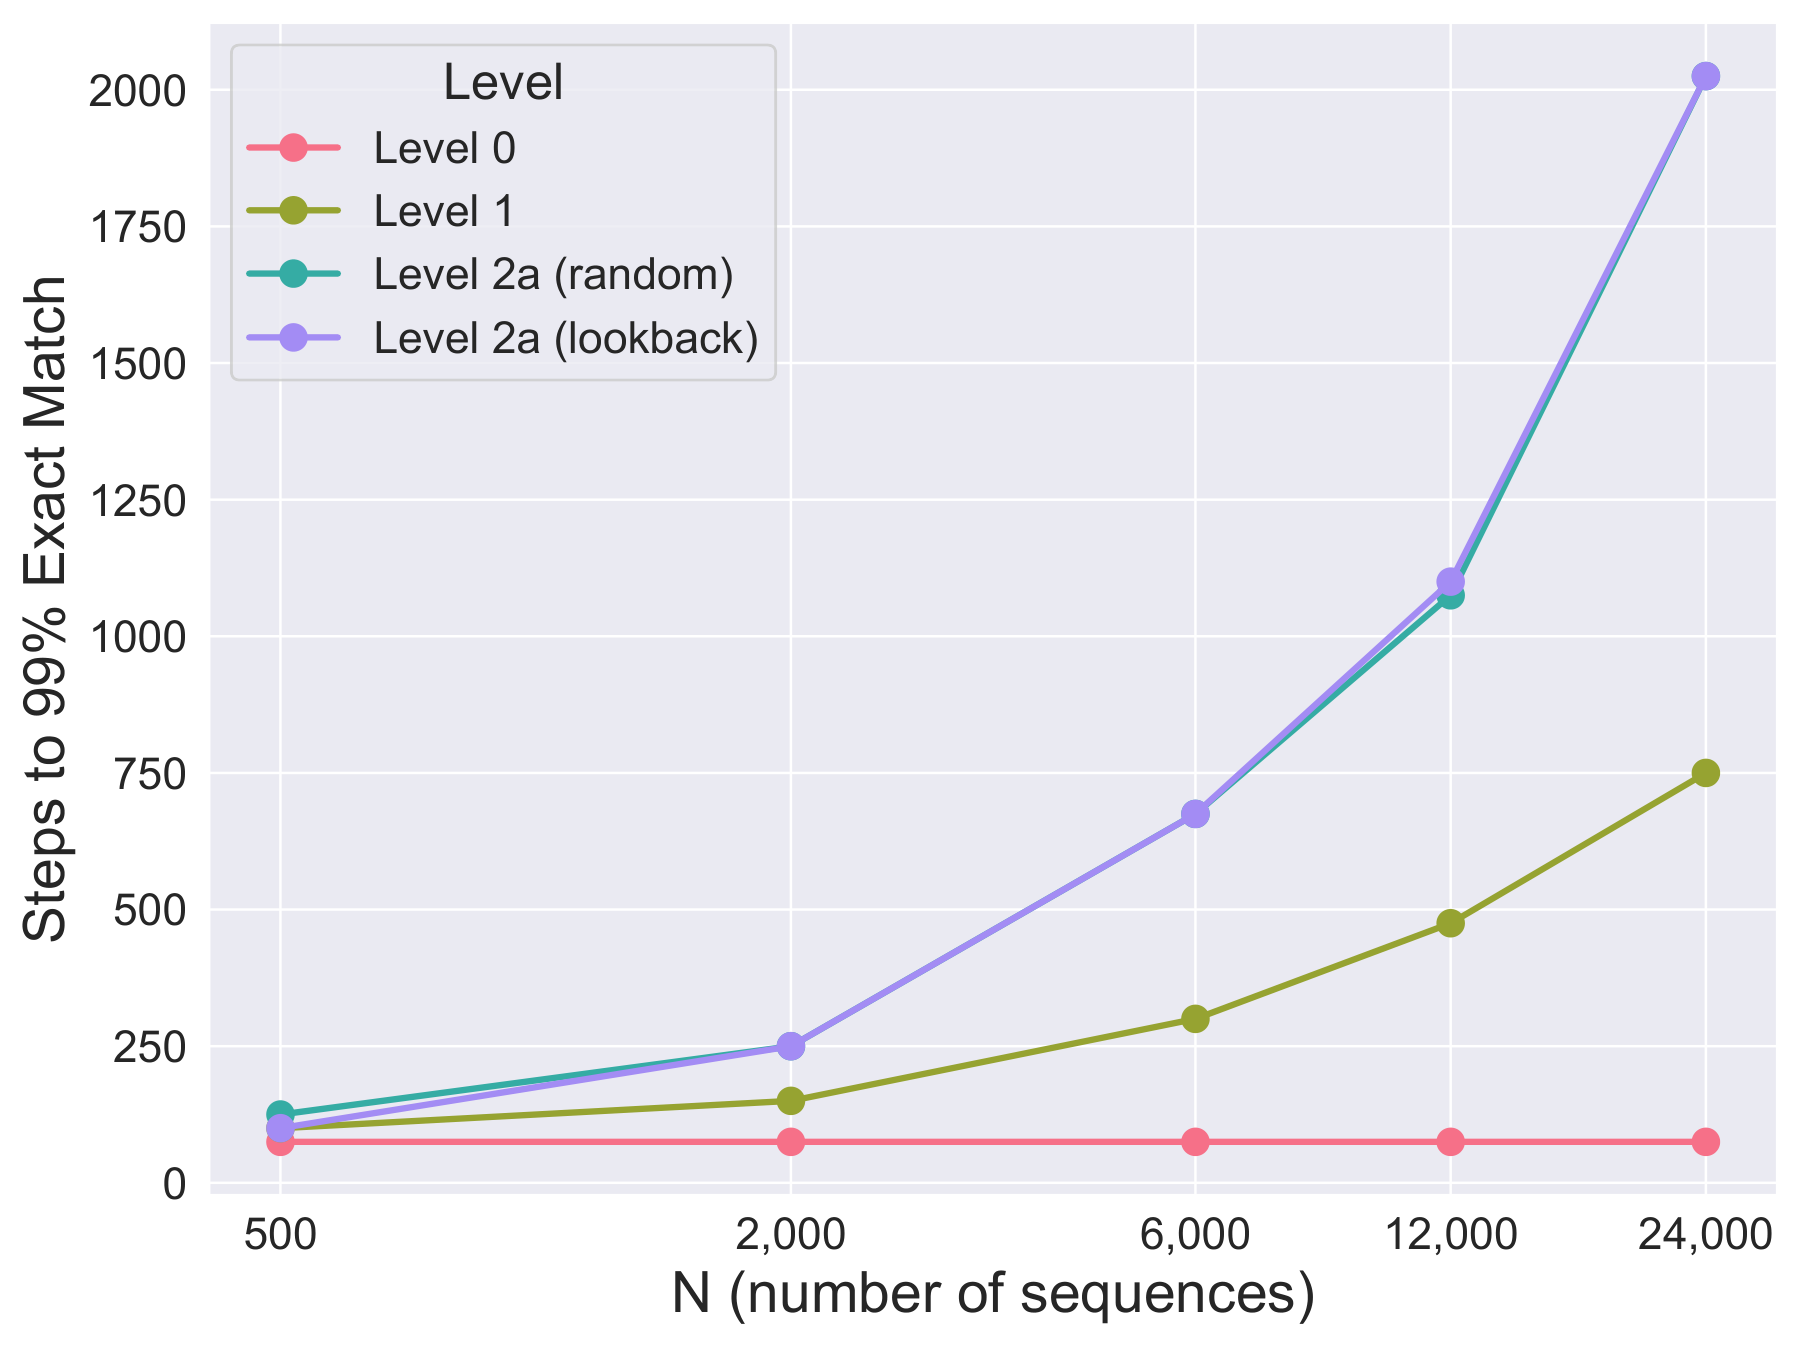 Level
Level 0
Level 1
Level 2a (random)
Level 2a (lookback)
Steps to 99% Exact Match
2000
1750
1500
1250
1000
750
500
250
0
500
2,000
6,000
12,000
24,000
N (number of sequences)